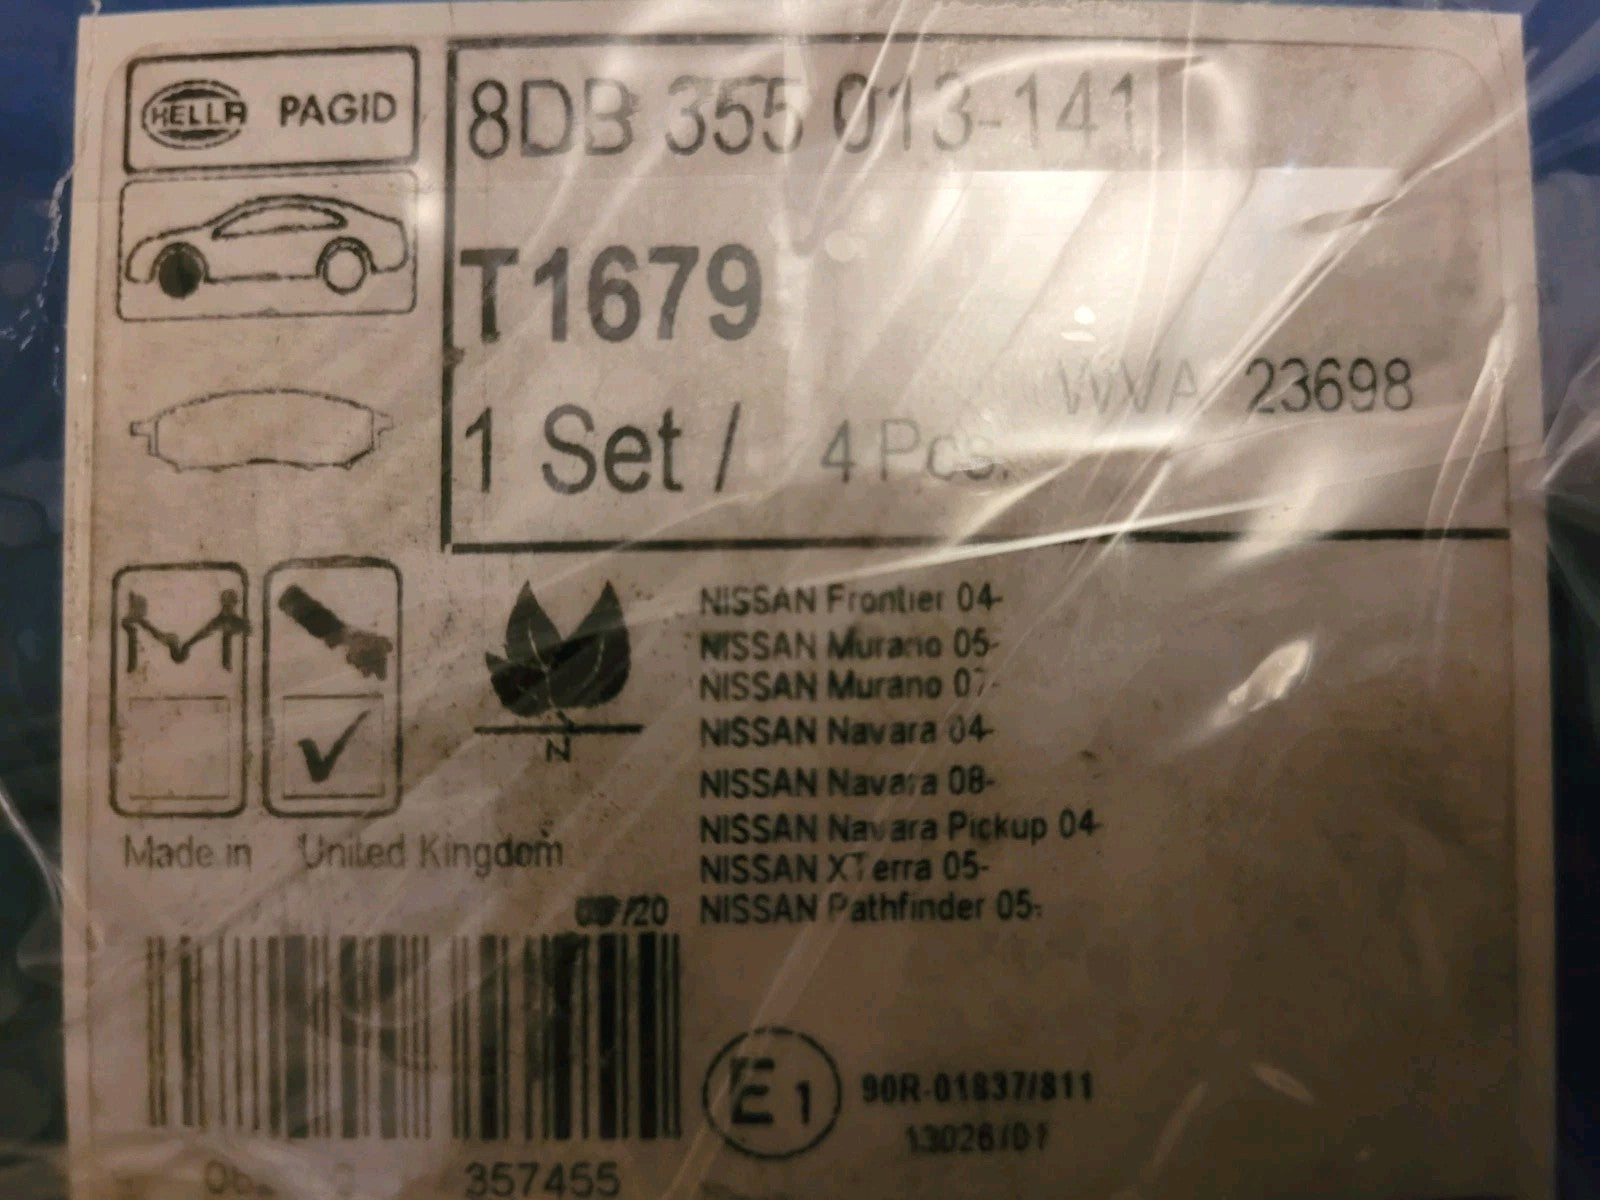 HELLA PAGID
8DB 355 013-141
T1679
WVA 23698
1 Set / 4 Pcs.
N
NISSAN Frontier 04-
NISSAN Murano 05-
NISSAN Murano 07-
NISSAN Navara 04-
NISSAN Navara 08-
NISSAN Navara Pickup 04-
NISSAN XTerra 05-
NISSAN Pathfinder 05-
Made in United Kingdom
/20
E1
90R-01837/811
13026/01
357455